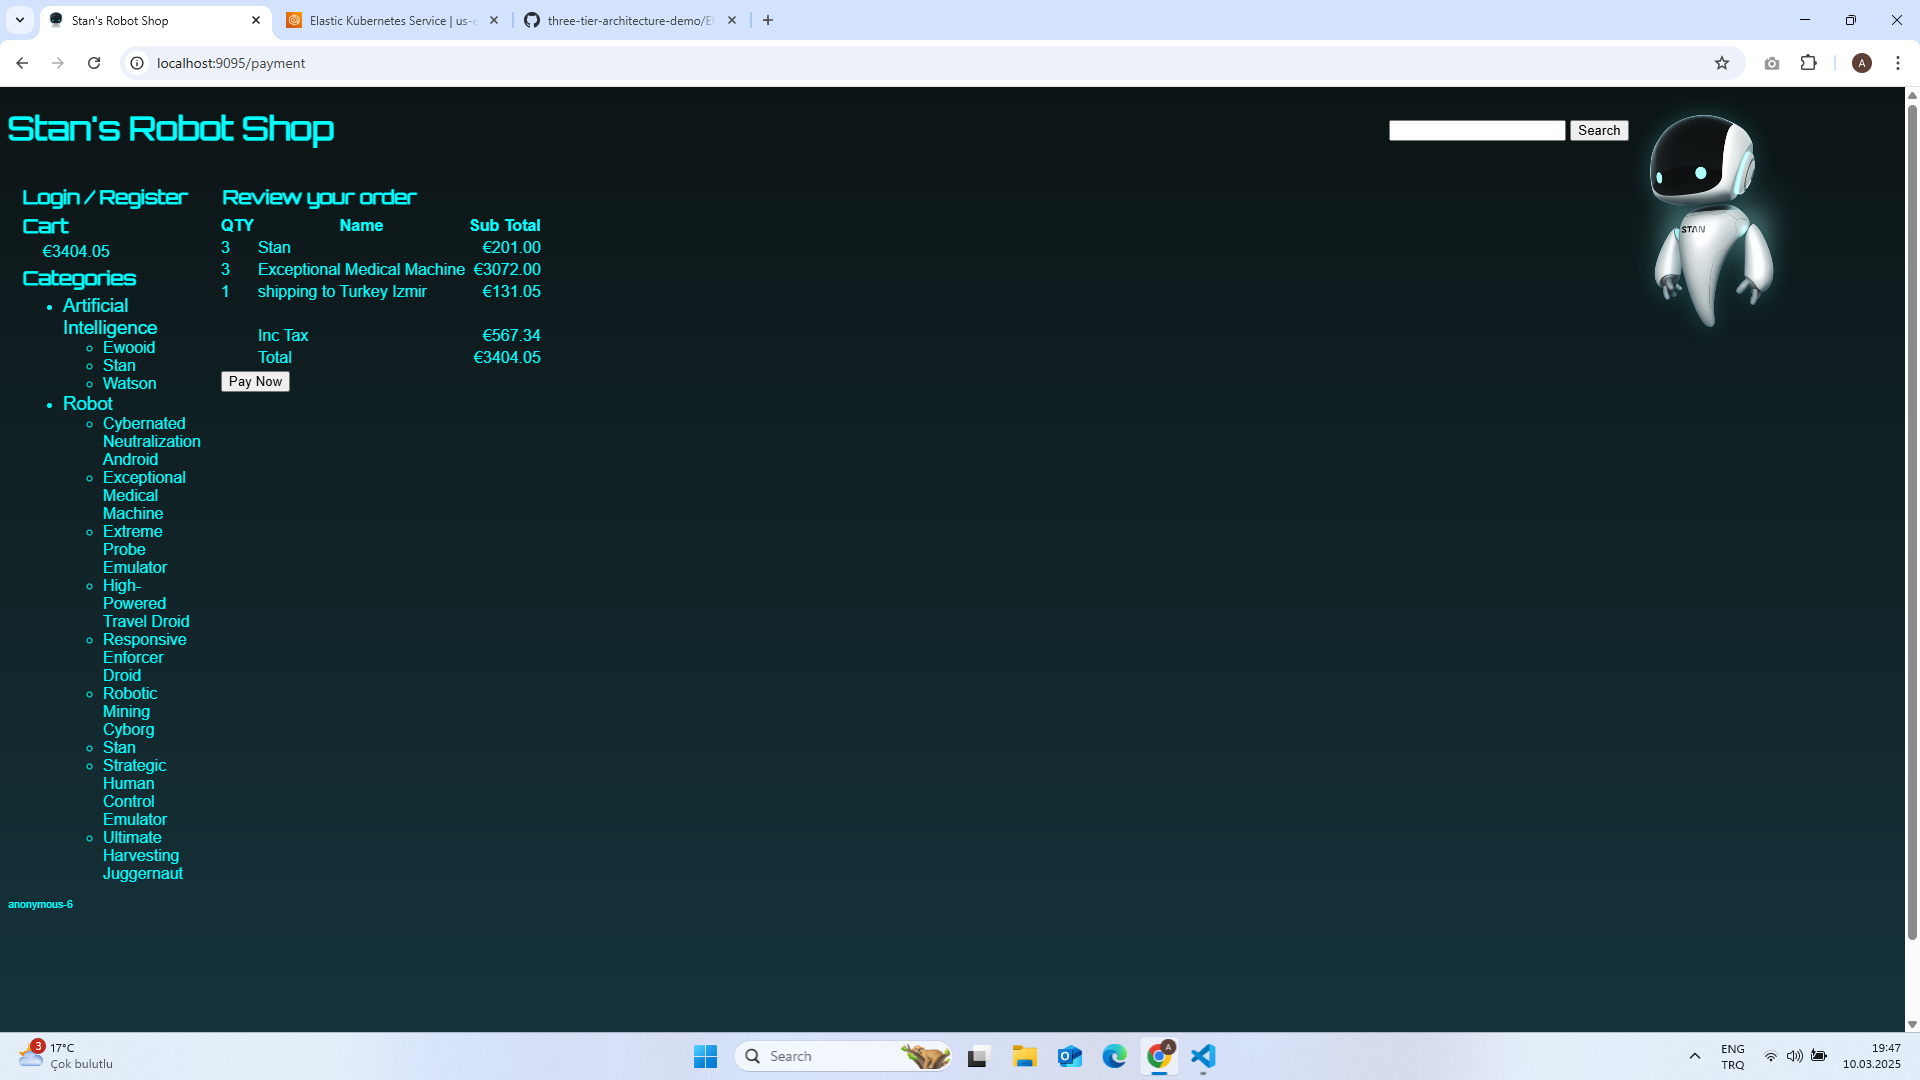 Stan's Robot Shop
Elastic Kubernetes Service | us-e
three-tier-architecture-demo/E
localhost:9095/payment
A
Stan's Robot Shop
Search
STAN
Login / Register
Cart
€3404.05
Categories
Artificial
Intelligence
Ewooid
Stan
Watson
Robot
Cybernated
Neutralization
Android
Exceptional
Medical
Machine
Extreme
Probe
Emulator
High-
Powered
Travel Droid
Responsive
Enforcer
Droid
Robotic
Mining
Cyborg
Stan
Strategic
Human
Control
Emulator
Ultimate
Harvesting
Juggernaut
anonymous-6
Review your order
QTY Name Sub Total
3 Stan €201.00
3 Exceptional Medical Machine €3072.00
1 shipping to Turkey Izmir €131.05
Inc Tax €567.34
Total €3404.05
Pay Now
3
17°C
Çok bulutlu
Search
A
ENG
TRQ
19:47
10.03.2025